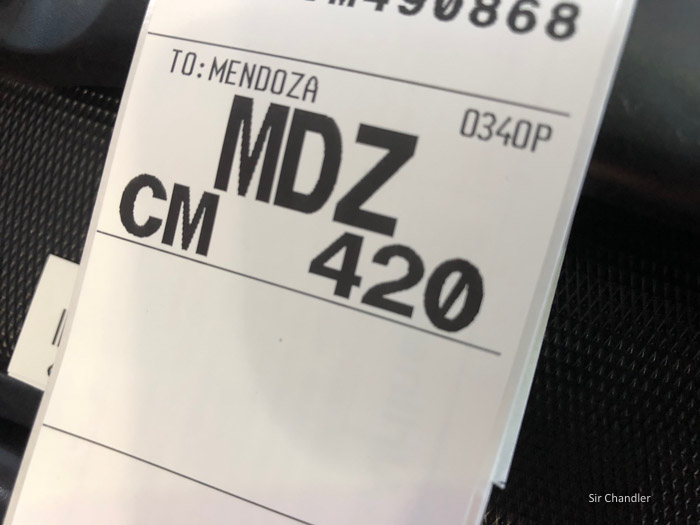 M490868
TO:MENDOZA
0340P
MDZ
CM 420
Sir Chandler